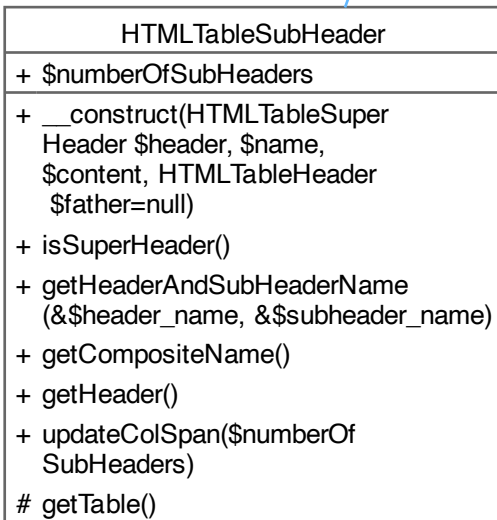 HTMLTableSubHeader
+ $numberOfSubHeaders
+ __construct(HTMLTableSuper
Header $header, $name,
$content, HTMLTableHeader
$father=null)
+ isSuperHeader()
+ getHeaderAndSubHeaderName
(&$header_name, &$subheader_name)
+ getCompositeName()
+ getHeader()
+ updateColSpan($numberOf
SubHeaders)
# getTable()